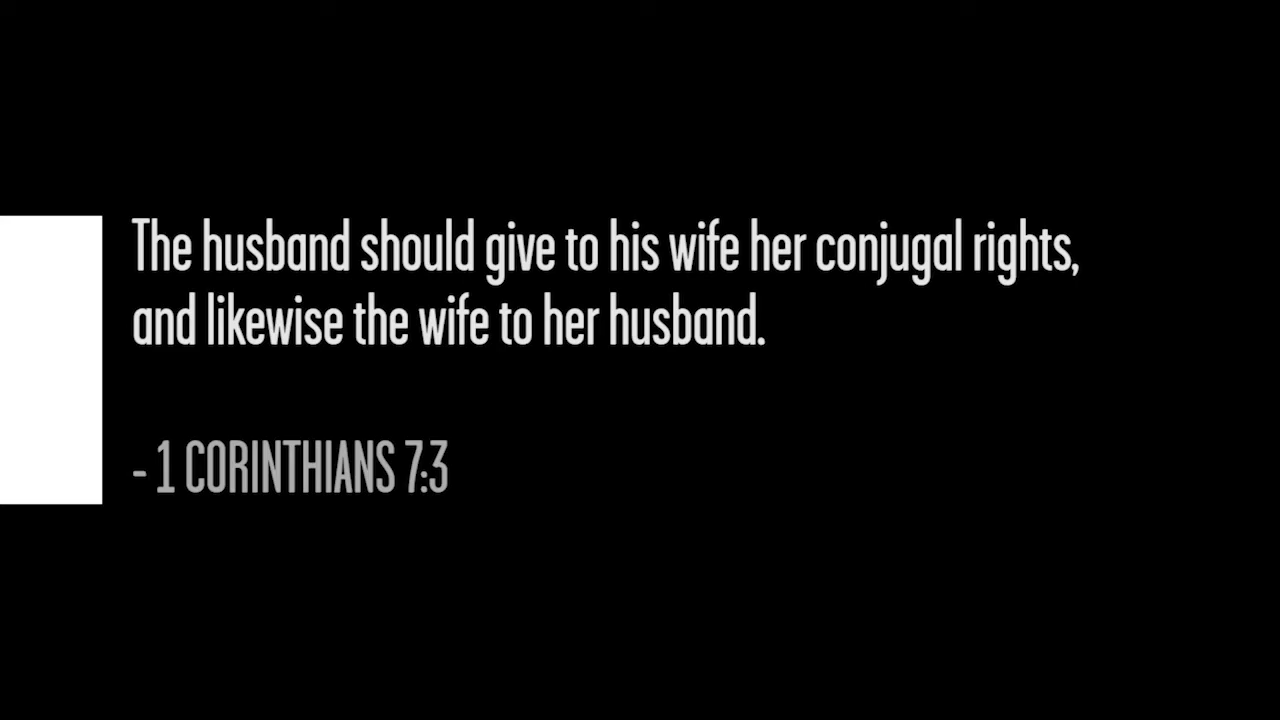 The husband should give to his wife her conjugal rights,
and likewise the wife to her husband.
- 1 CORINTHIANS 7:3